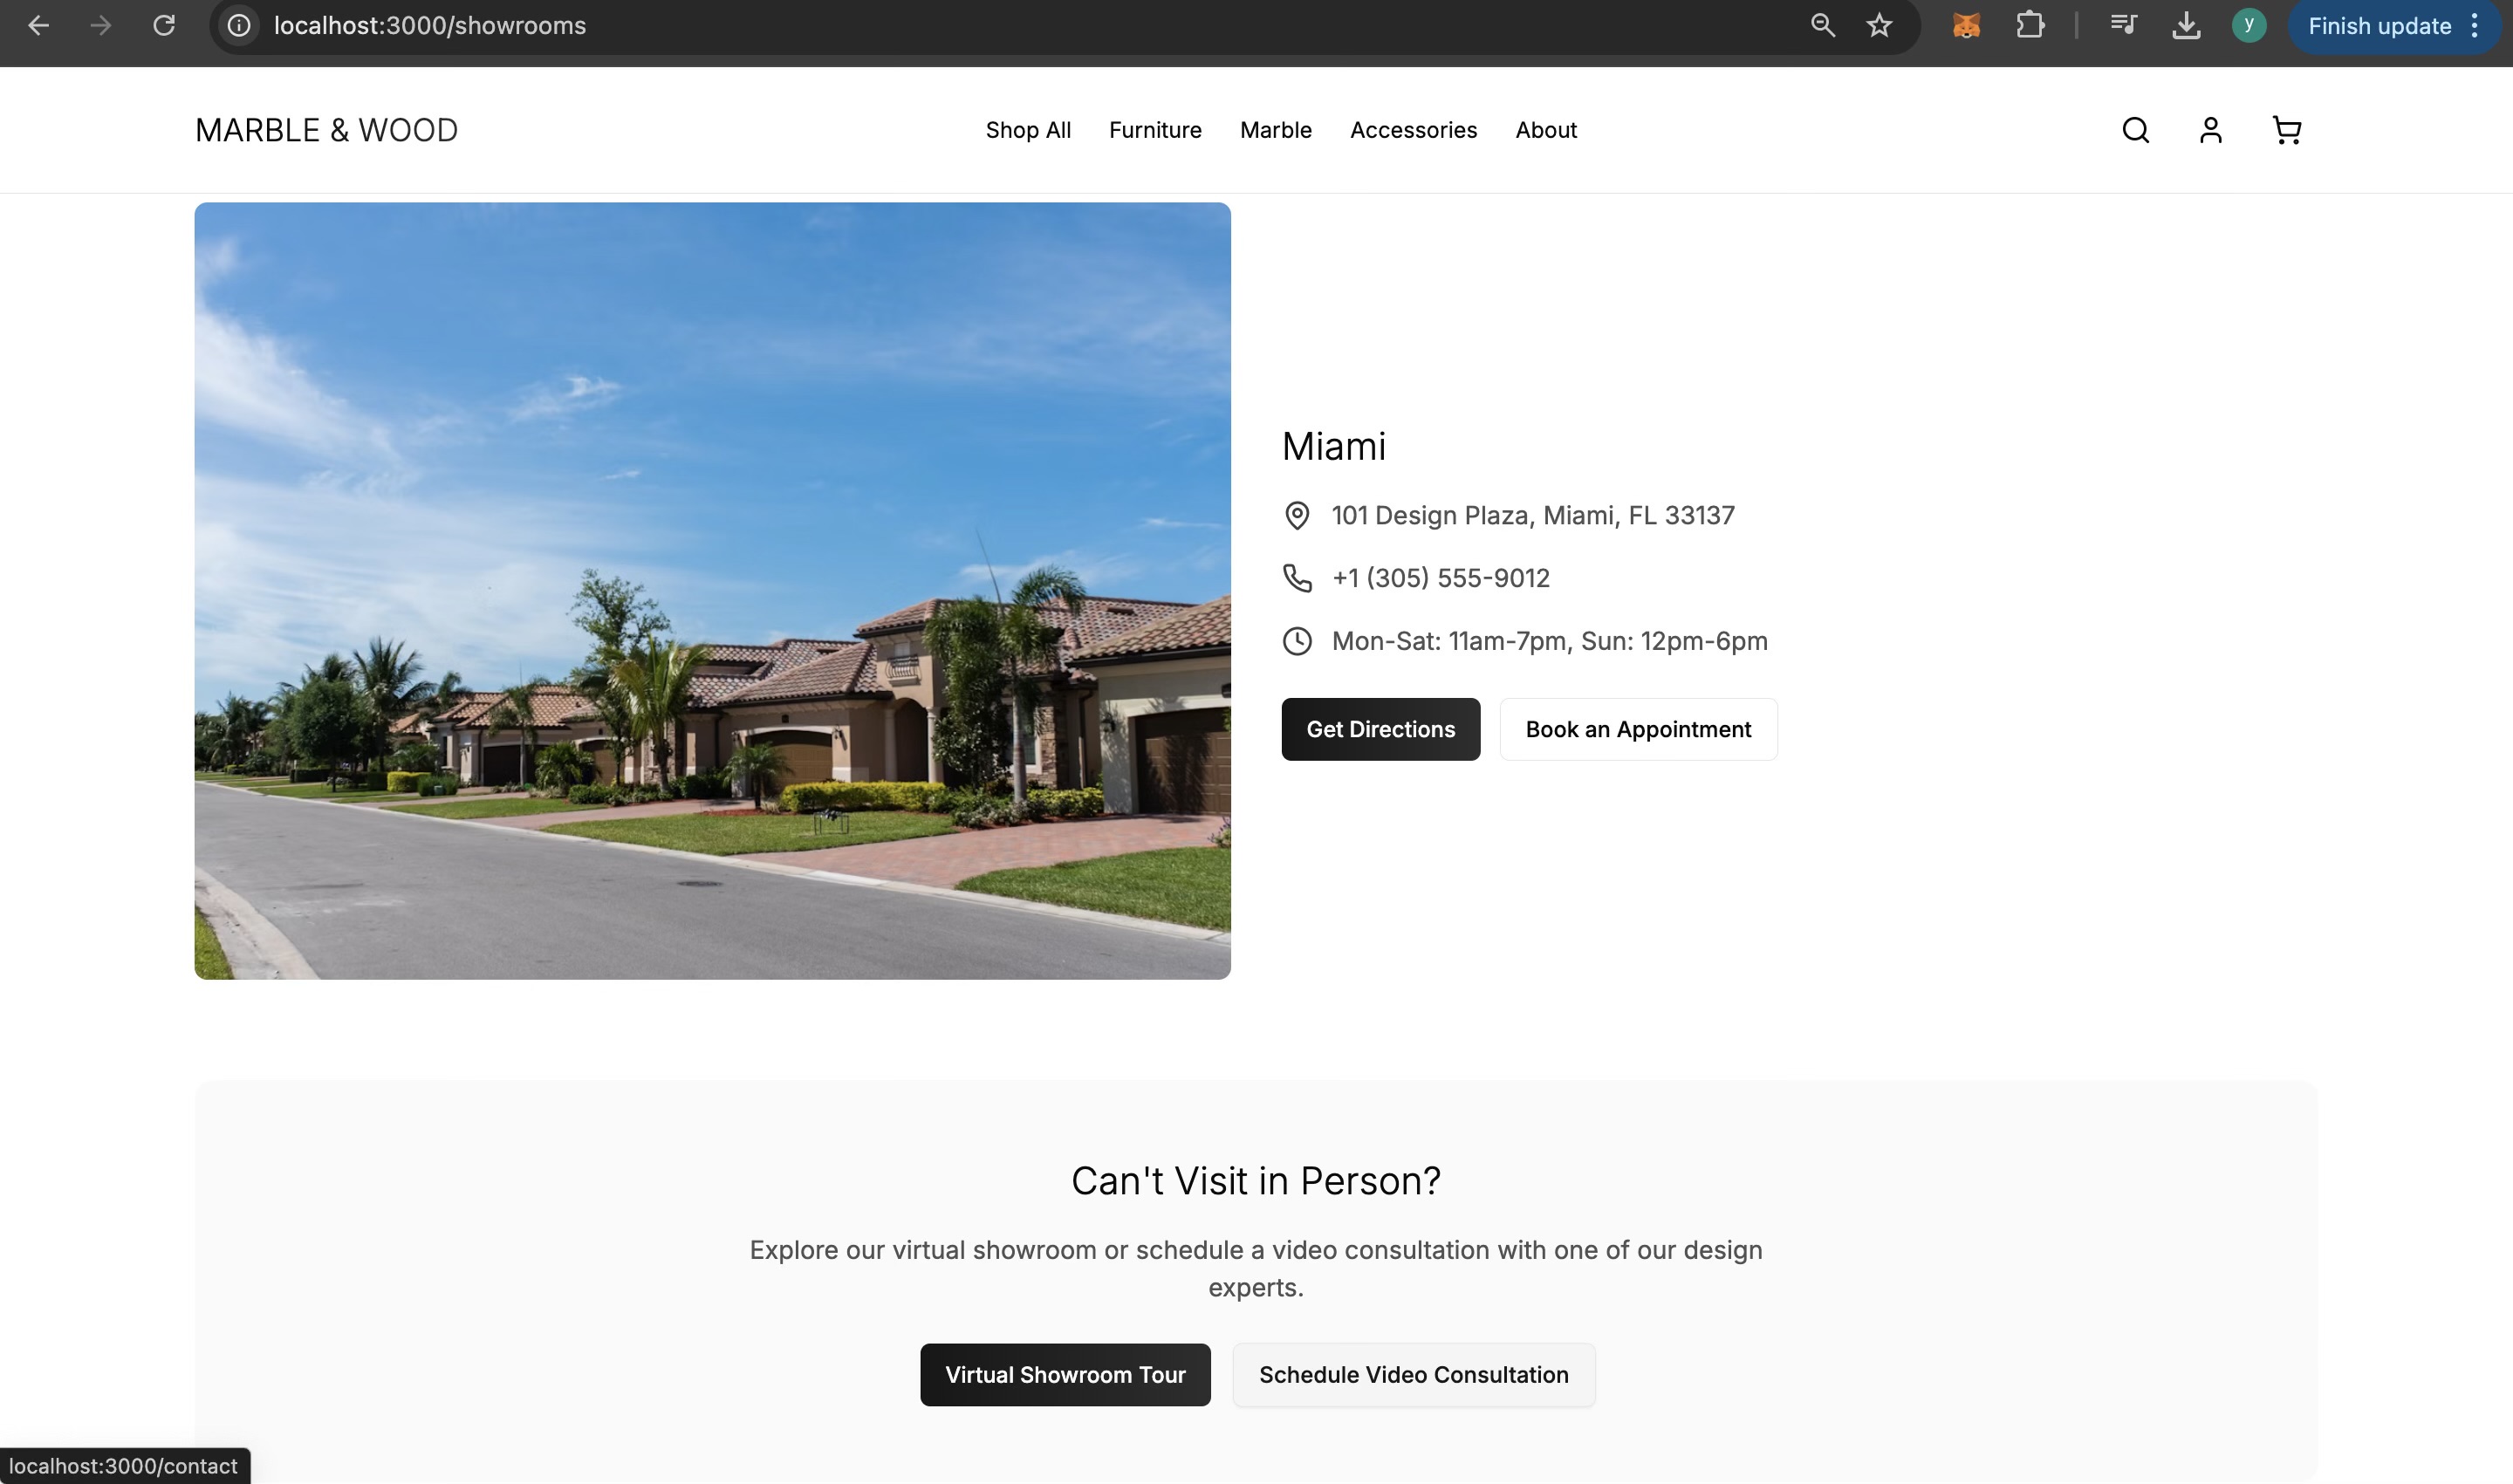 localhost:3000/showrooms
y
Finish update
MARBLE & WOOD
Shop All
Furniture
Marble
Accessories
About
Miami
101 Design Plaza, Miami, FL 33137
+1 (305) 555-9012
Mon-Sat: 11am-7pm, Sun: 12pm-6pm
Get Directions
Book an Appointment
Can't Visit in Person?
Explore our virtual showroom or schedule a video consultation with one of our design
experts.
Virtual Showroom Tour
Schedule Video Consultation
localhost:3000/contact